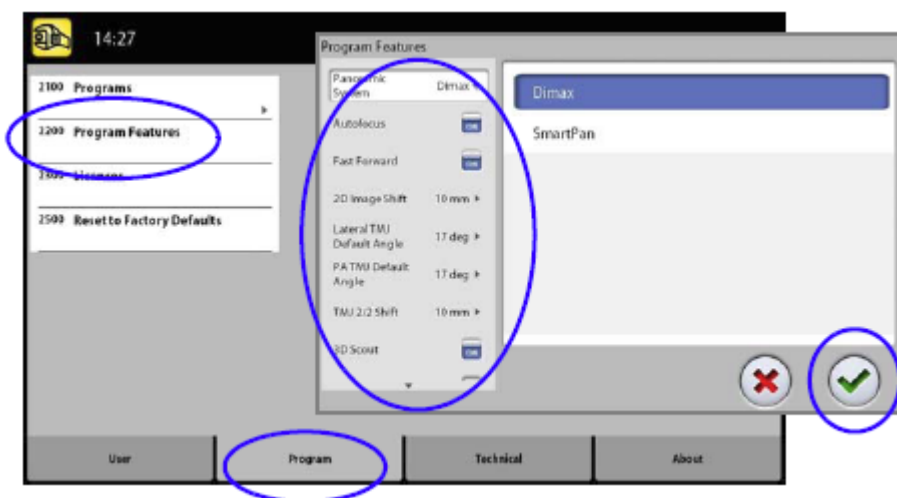 14:27
2100 Programs
2200 Program Features
2300 Licenses
2500 Reset to Factory Defaults
Program Features
Panoramic
System
Dimax
Autofocus
Fast Forward
2D Image Shift 10 mm
Lateral TMJ
Default Angle
17 deg
PA TMJ Default
Angle
17 deg
TMJ 2/2 Shift 10 mm
3D Scout
Dimax
SmartPan
User Program Technical About